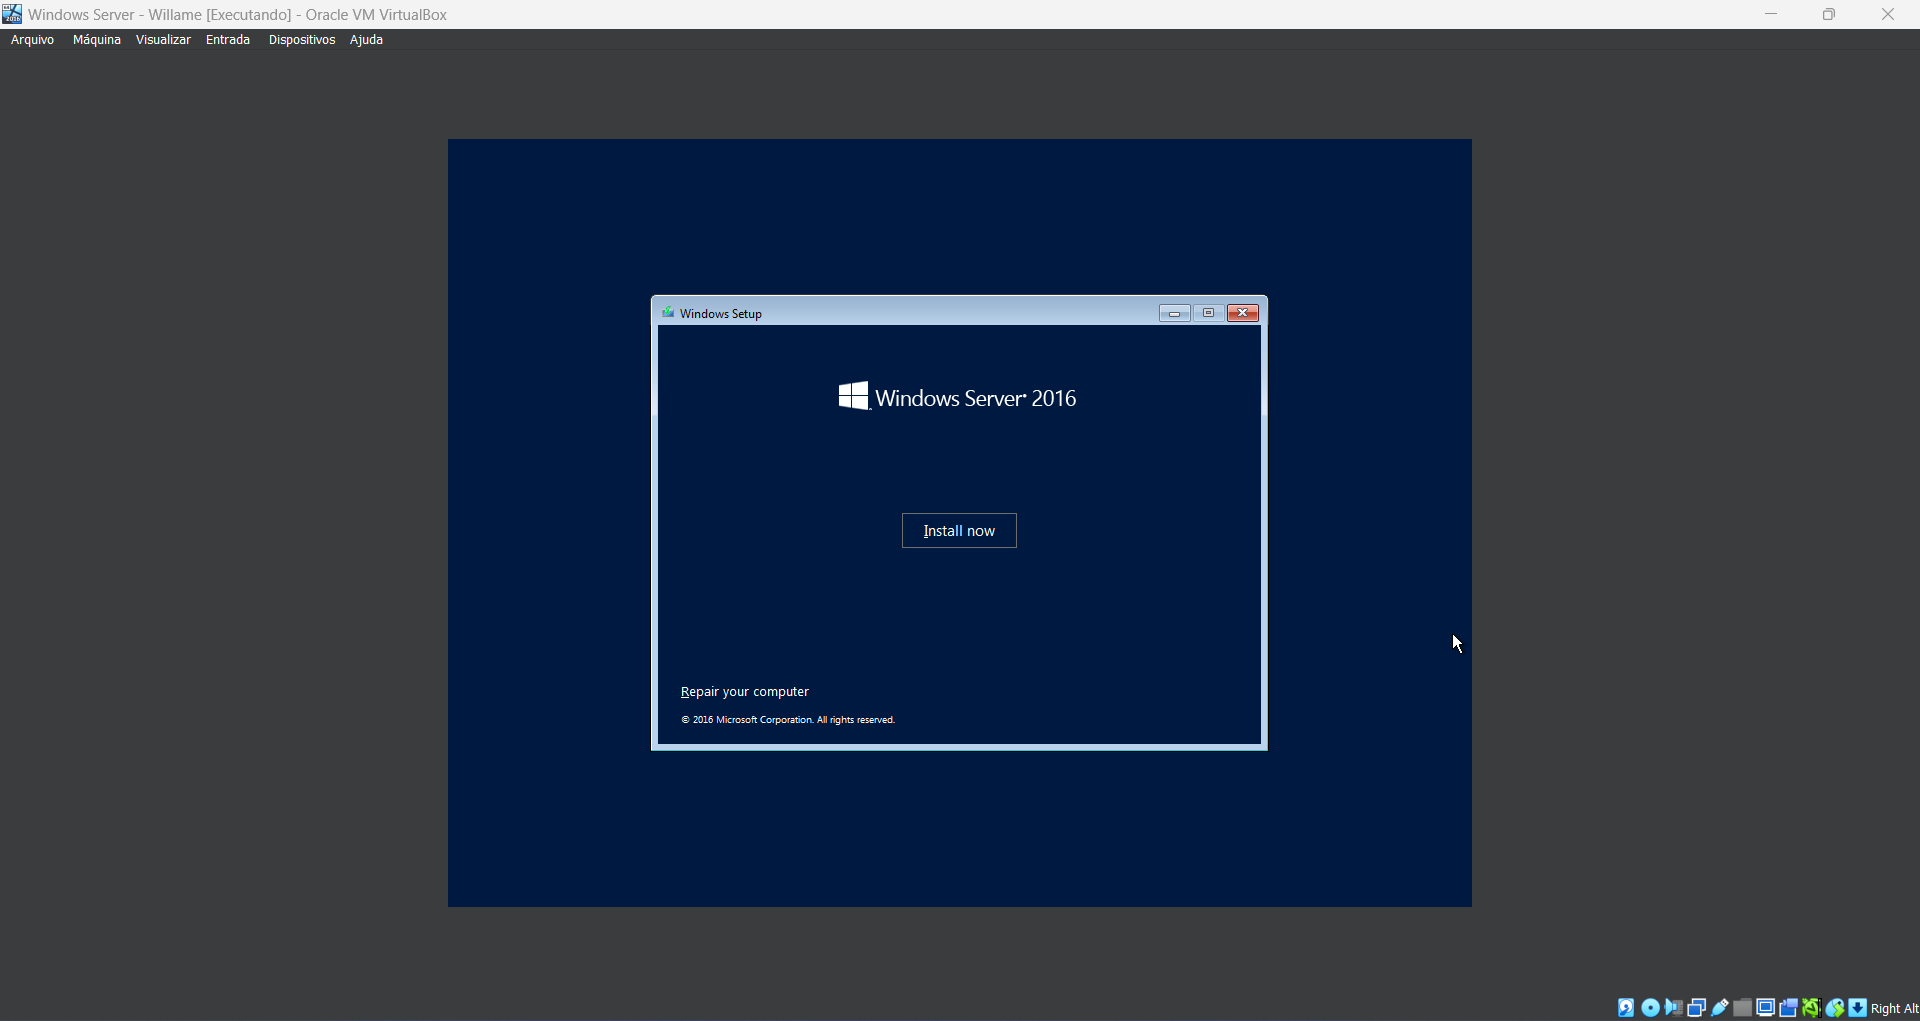 Windows Server - Willame [Executando] - Oracle VM VirtualBox
Arquivo Máquina Visualizar Entrada Dispositivos Ajuda
Windows Setup
Windows Server® 2016
Install now
Repair your computer
© 2016 Microsoft Corporation. All rights reserved.
Right Alt